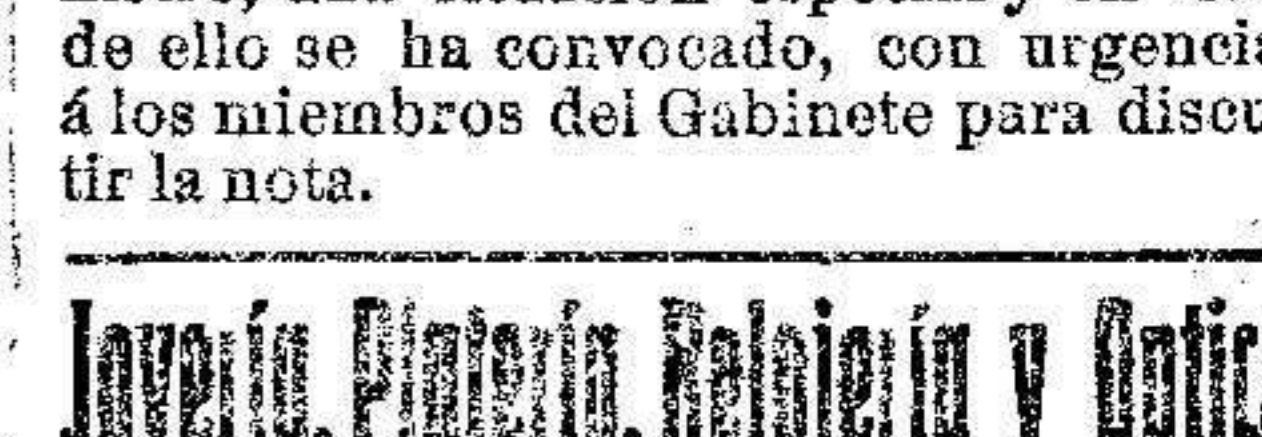 de ello se ha convocado, con urgencia
á los miembros del Gabinete para discu
tir la nota.
Joyería, Platería, Relojería y Optic